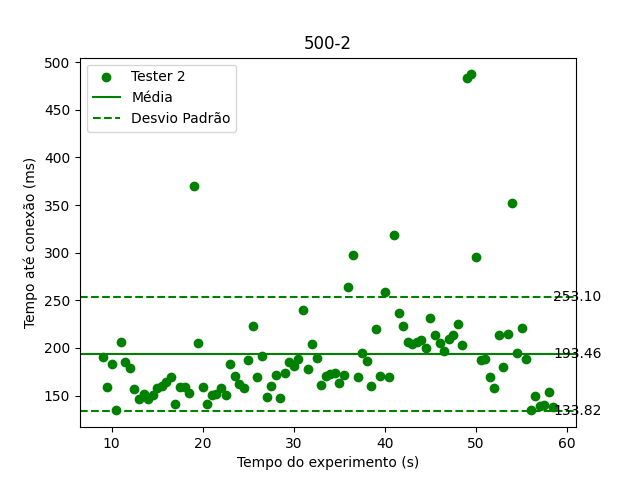 500-2
Tester 2
Média
Desvio Padrão
Tempo até conexão (ms)
500
450
400
350
300
250
200
150
253.10
193.46
133.82
10 20 30 40 50 60
Tempo do experimento (s)